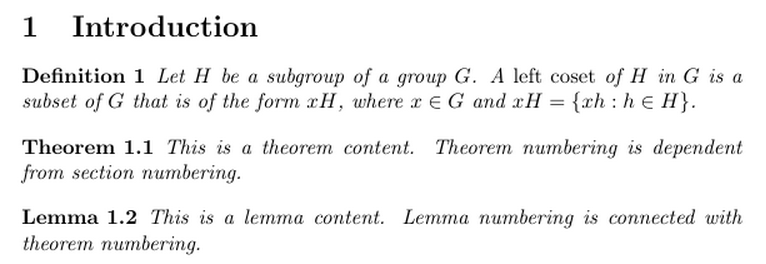 1 Introduction
Definition 1 Let H be a subgroup of a group G. A left coset of H in G is a
subset of G that is of the form xH, where x ∈ G and xH = {xh : h ∈ H}.
Theorem 1.1 This is a theorem content. Theorem numbering is dependent
from section numbering.
Lemma 1.2 This is a lemma content. Lemma numbering is connected with
theorem numbering.